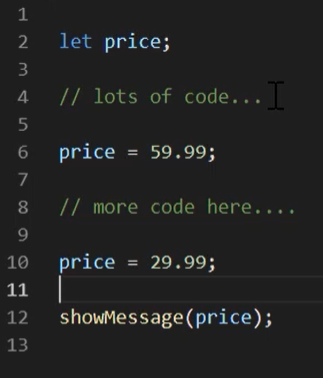 1
2 let price;
3
4 // lots of code...
5
6 price = 59.99;
7
8 // more code here....
9
10 price = 29.99;
11
12 showMessage(price);
13